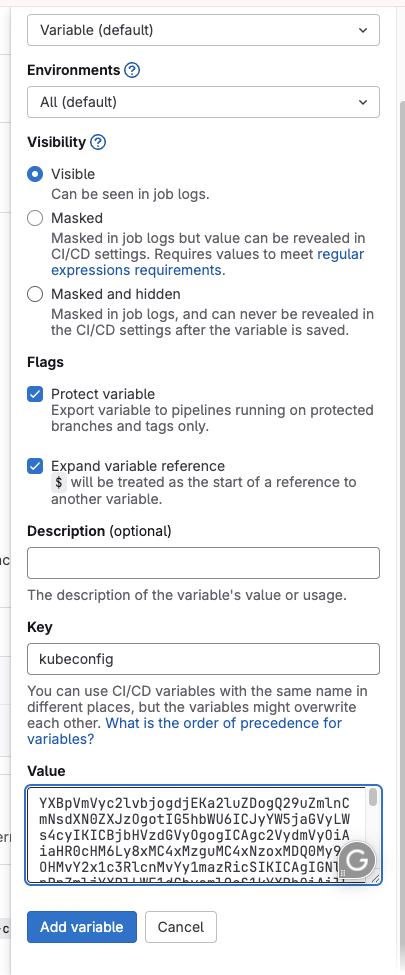 Variable (default)
Environments
All (default)
Visibility
Visible
Can be seen in job logs.
Masked
Masked in job logs but value can be revealed in
CI/CD settings. Requires values to meet regular
expressions requirements.
Masked and hidden
Masked in job logs, and can never be revealed in
the CI/CD settings after the variable is saved.
Flags
Protect variable
Export variable to pipelines running on protected
branches and tags only.
Expand variable reference
$ will be treated as the start of a reference to
another variable.
Description (optional)
The description of the variable's value or usage.
Key
kubeconfig
You can use CI/CD variables with the same name in
different places, but the variables might overwrite
each other. What is the order of precedence for
variables?
Value
YXBpVmVyc2lvbjogdjEKa2luZDogQ29uZmlnC
mNsdXN0ZXJzOgotIG5hbWU6ICJyYW5jaGVyLW
s4cyIKICBjbHVzdGVyOgogICAgc2VydmVyOiA
iaHR0cHM6Ly8xMC4xMzguMC4xNzoxMDQ0My9
OHMvY2x1c3RlcnMvYy1mazRicSIKICAgIGN
Add variable
Cancel